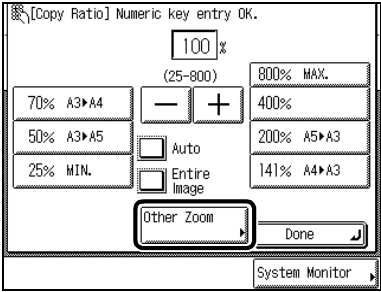 [Copy Ratio] Numeric key entry OK.
100 %
(25-800)
800% MAX.
70% A3▶A4
400%
50% A3▶A5
Auto
200% A5▶A3
25% MIN.
Entire
Image
141% A4▶A3
Other Zoom
Done
System Monitor